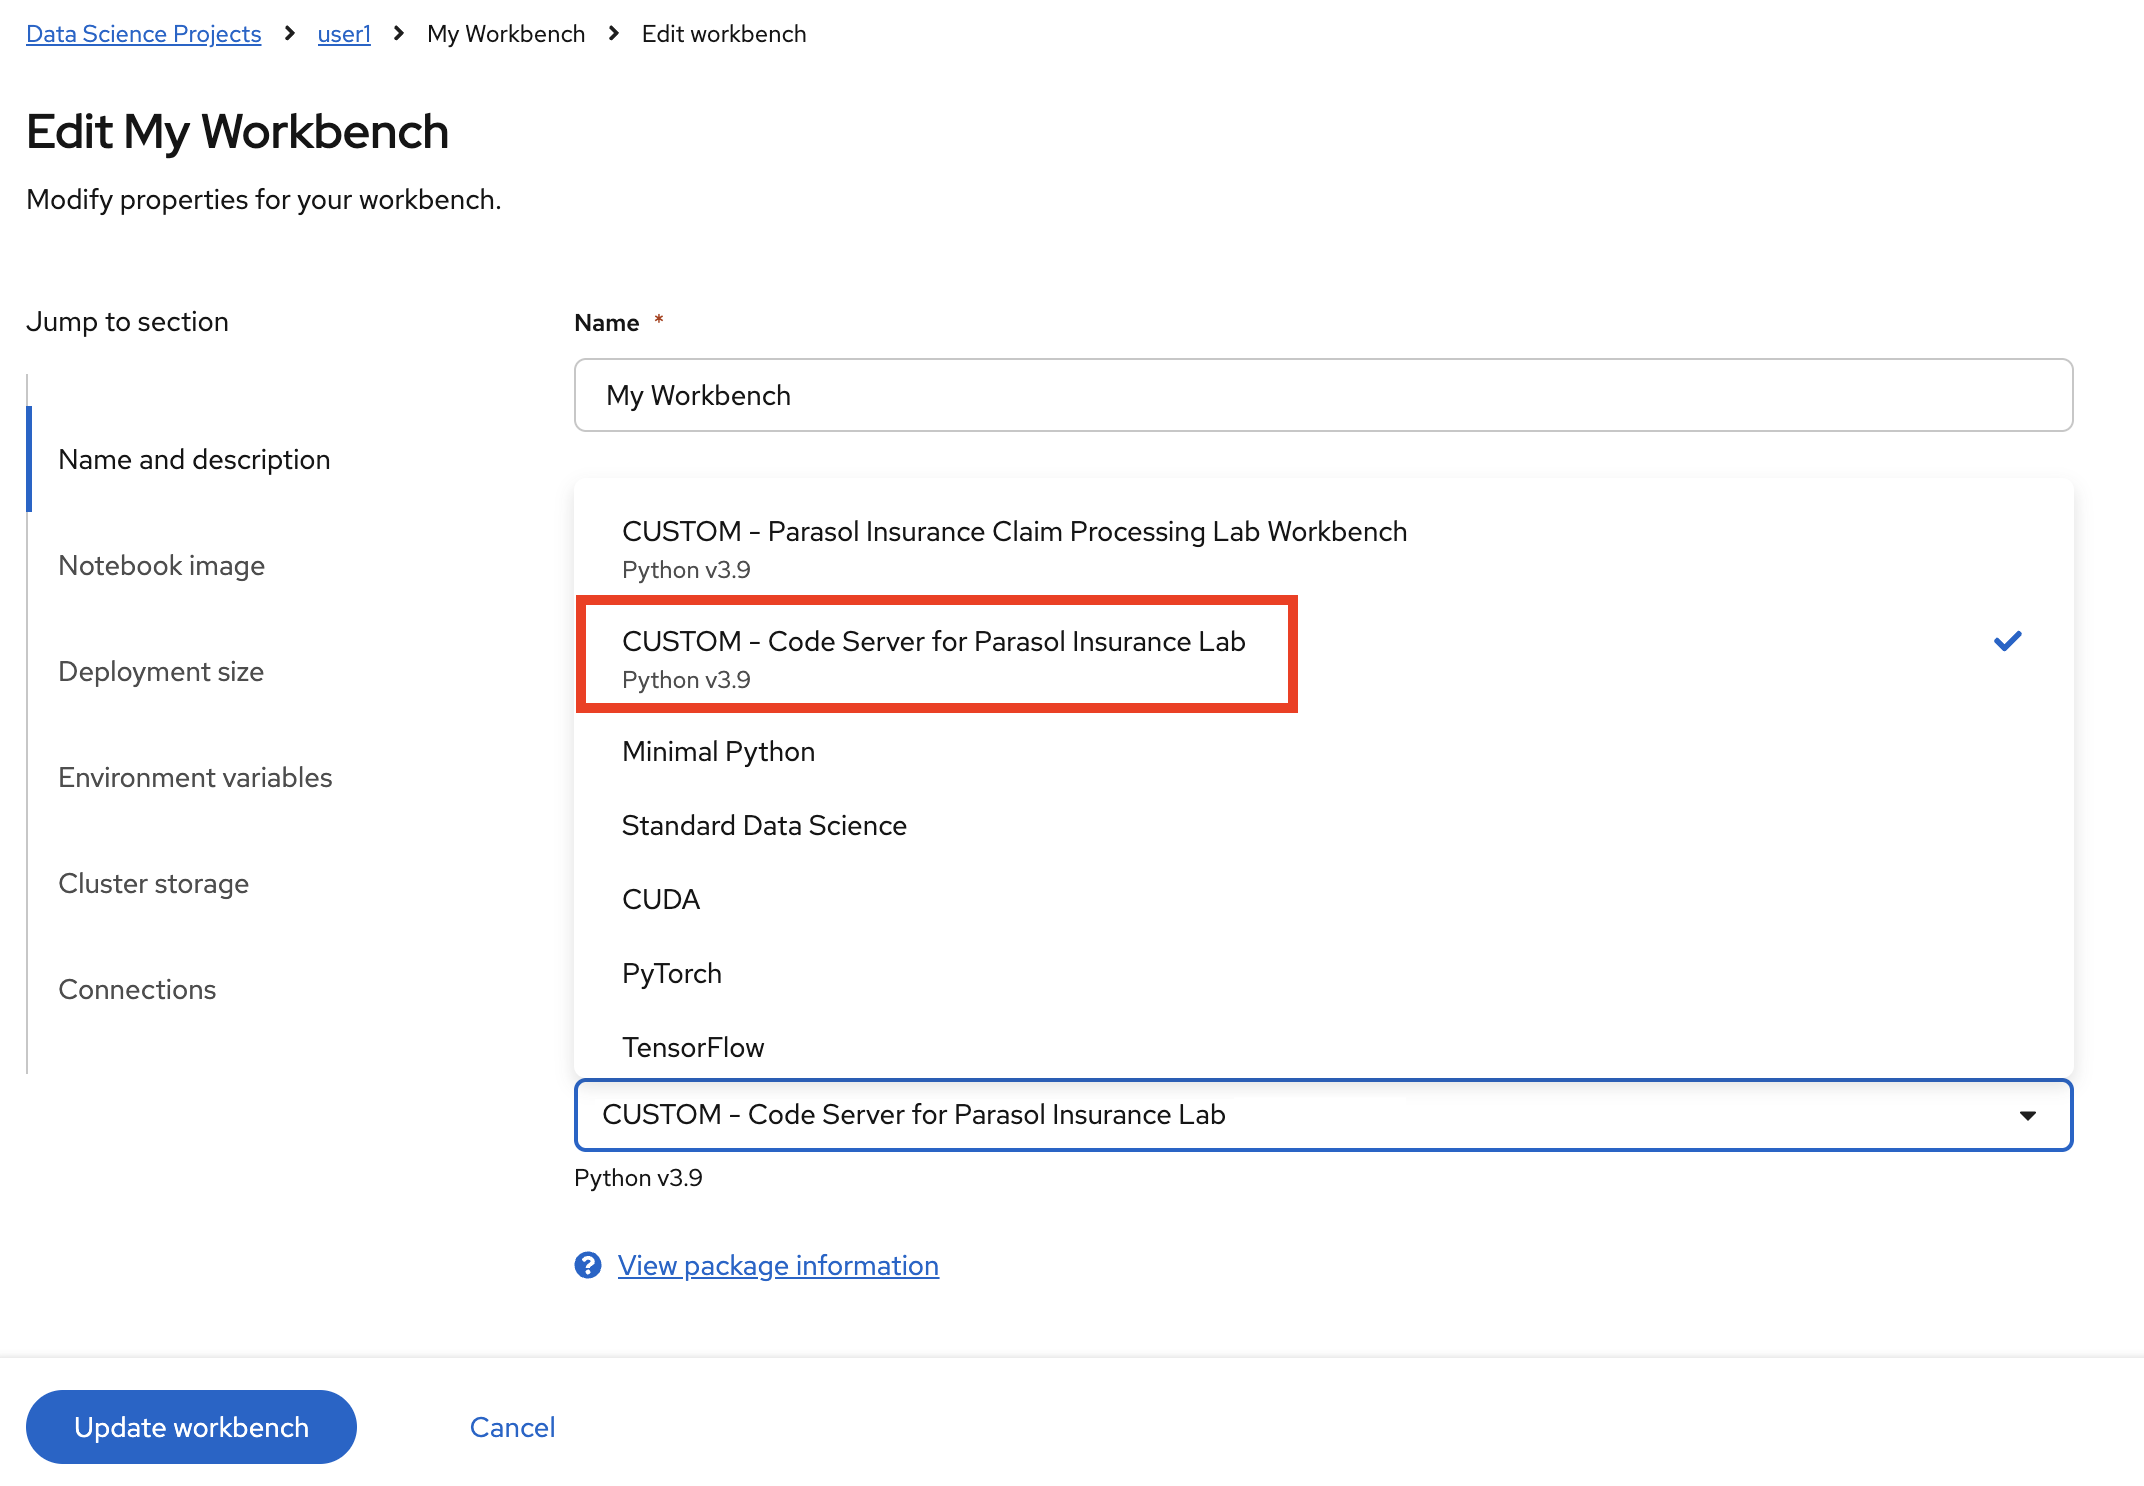 Data Science Projects > user1 > My Workbench > Edit workbench
Edit My Workbench
Modify properties for your workbench.
Jump to section
Name and description
Notebook image
Deployment size
Environment variables
Cluster storage
Connections
Name *
My Workbench
CUSTOM - Parasol Insurance Claim Processing Lab Workbench
Python v3.9
CUSTOM - Code Server for Parasol Insurance Lab
Python v3.9
Minimal Python
Standard Data Science
CUDA
PyTorch
TensorFlow
CUSTOM - Code Server for Parasol Insurance Lab
Python v3.9
View package information
Update workbench
Cancel